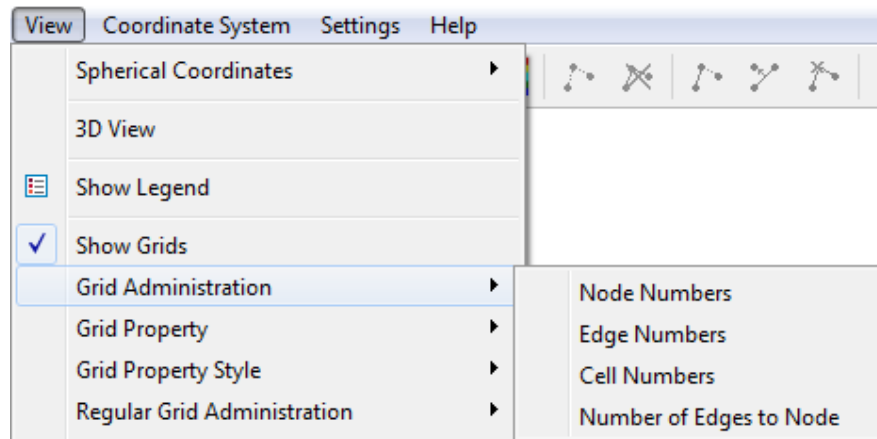 View Coordinate System Settings Help
Spherical Coordinates
3D View
Show Legend
Show Grids
Grid Administration
Grid Property
Grid Property Style
Regular Grid Administration
Node Numbers
Edge Numbers
Cell Numbers
Number of Edges to Node